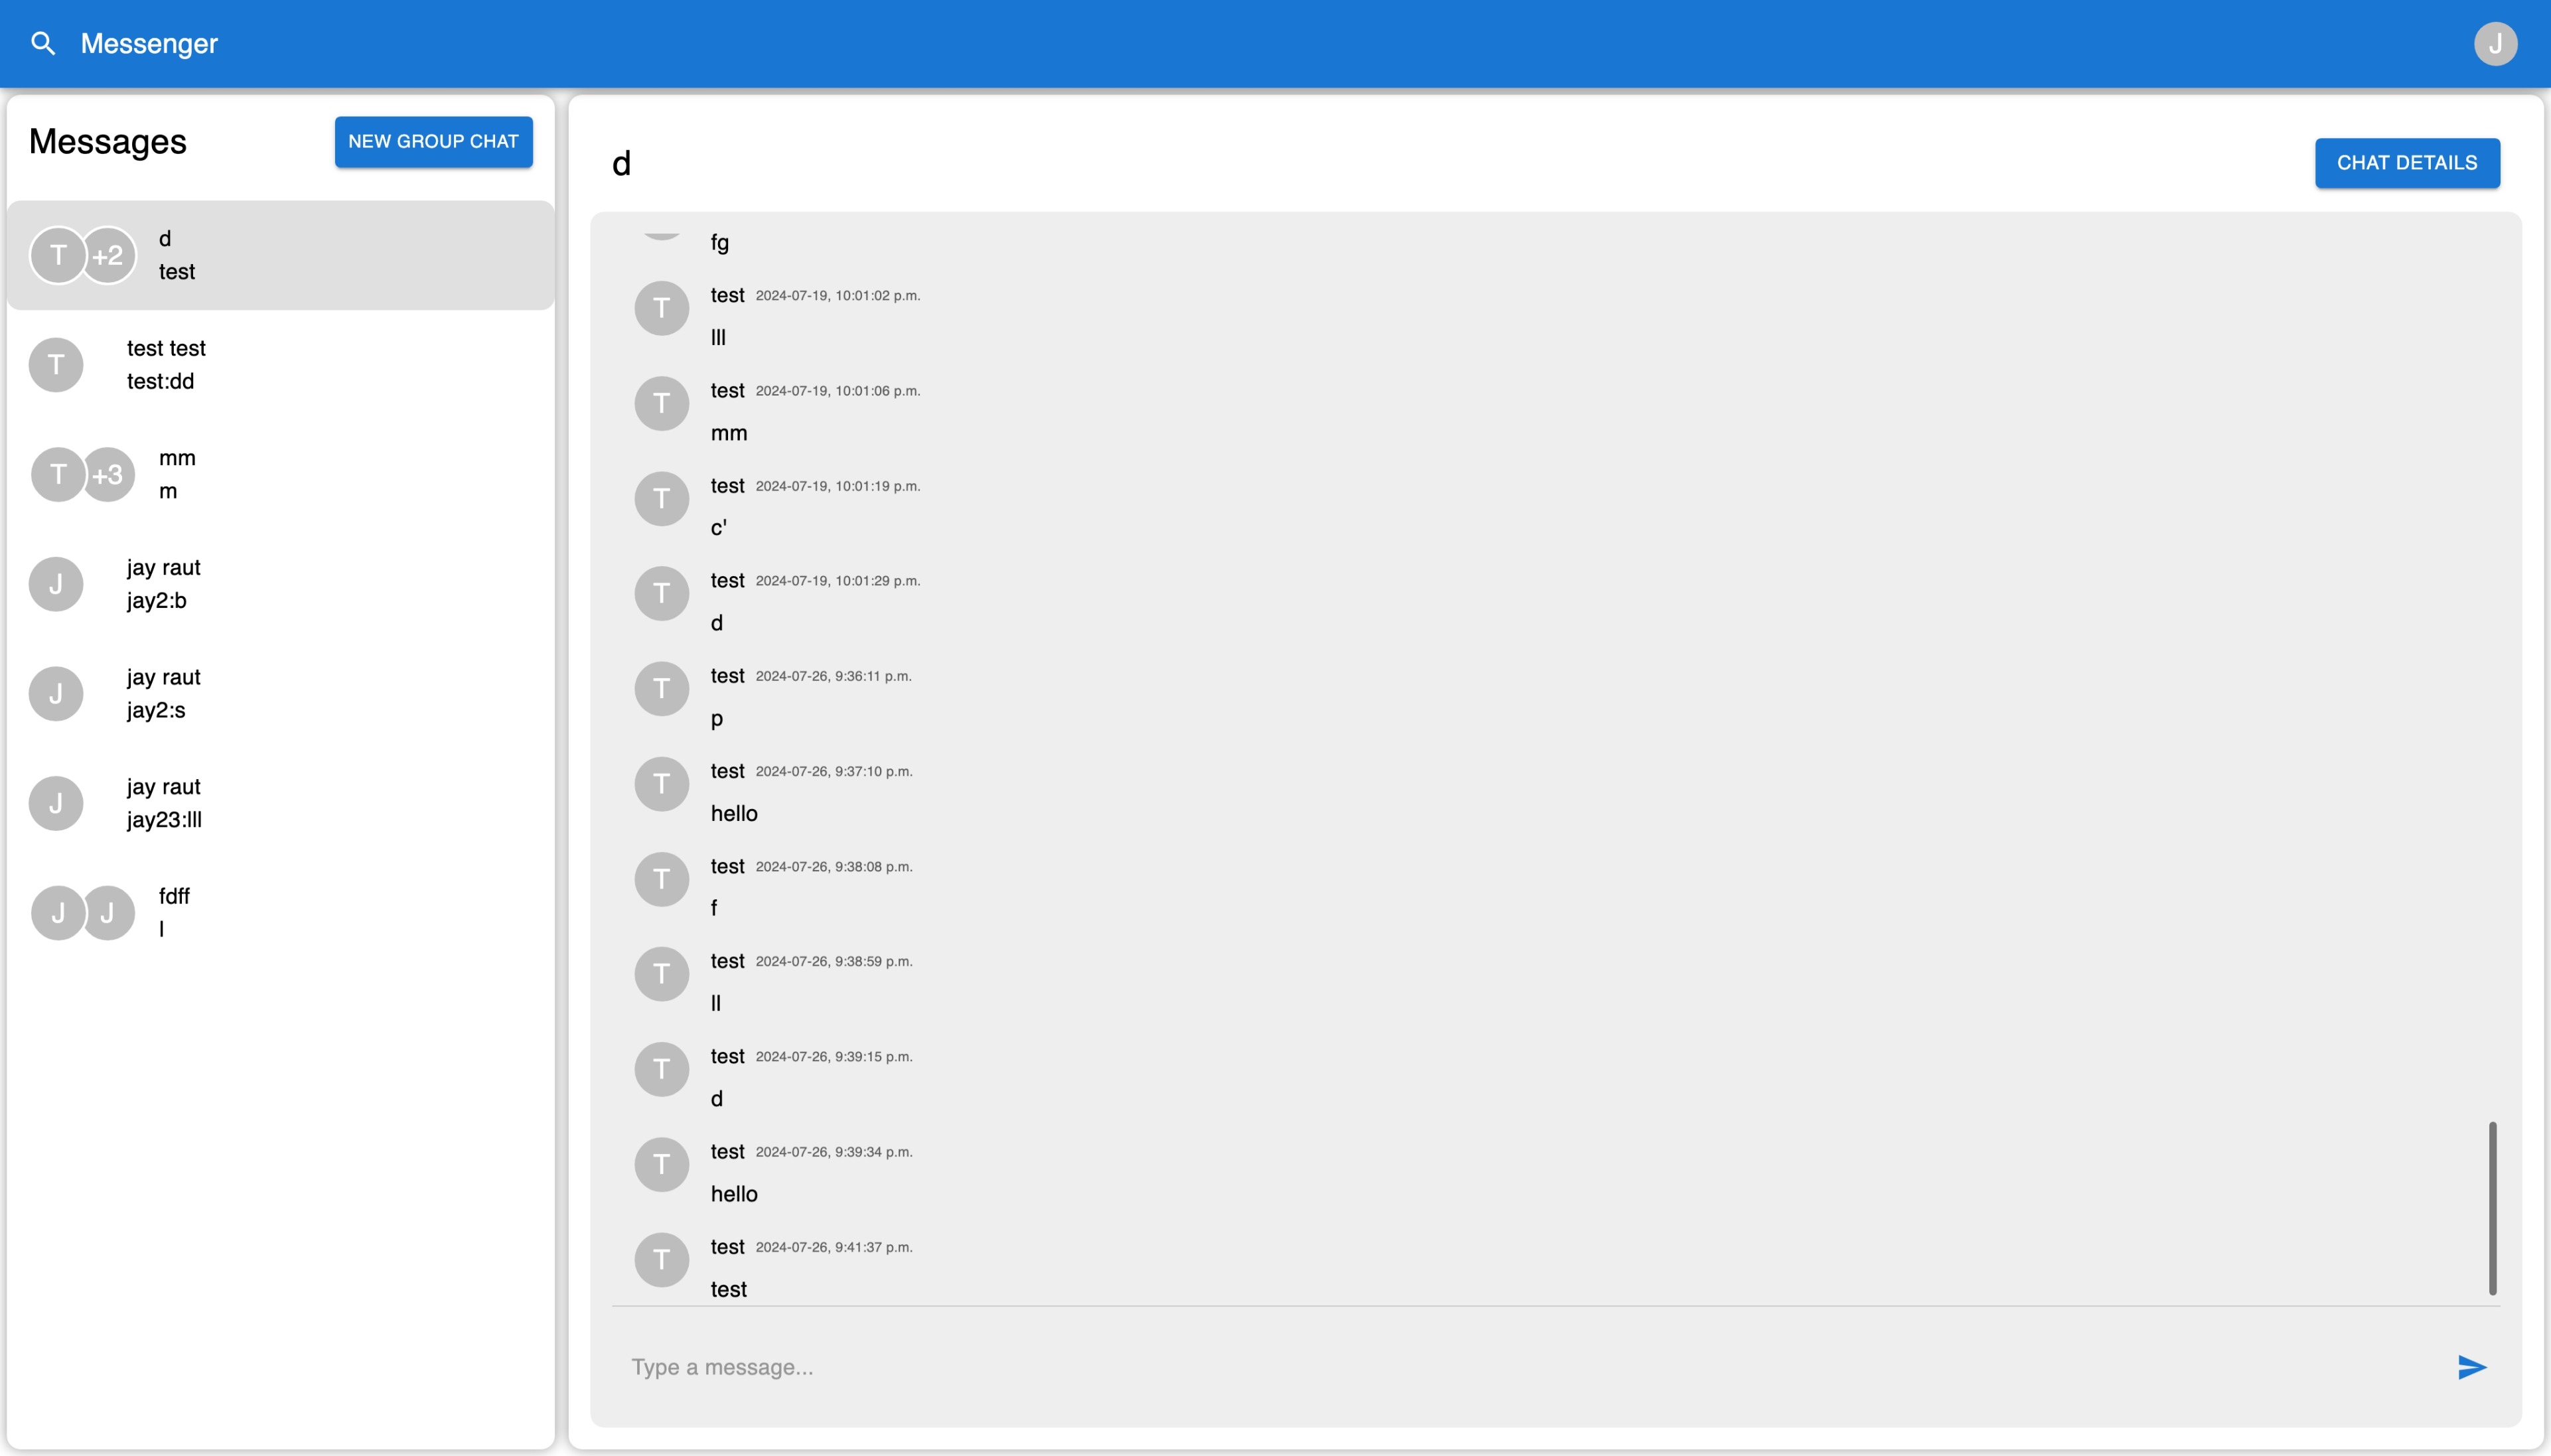 Messenger
J
Messages
NEW GROUP CHAT
T +2
d
test
T
test test
test:dd
T +3
mm
m
J
jay raut
jay2:b
J
jay raut
jay2:s
J
jay raut
jay23:lll
J J
fdff
l
d
CHAT DETAILS
fg
T
test 2024-07-19, 10:01:02 p.m.
lll
T
test 2024-07-19, 10:01:06 p.m.
mm
T
test 2024-07-19, 10:01:19 p.m.
c'
T
test 2024-07-19, 10:01:29 p.m.
d
T
test 2024-07-26, 9:36:11 p.m.
p
T
test 2024-07-26, 9:37:10 p.m.
hello
T
test 2024-07-26, 9:38:08 p.m.
f
T
test 2024-07-26, 9:38:59 p.m.
ll
T
test 2024-07-26, 9:39:15 p.m.
d
T
test 2024-07-26, 9:39:34 p.m.
hello
T
test 2024-07-26, 9:41:37 p.m.
test
Type a message...